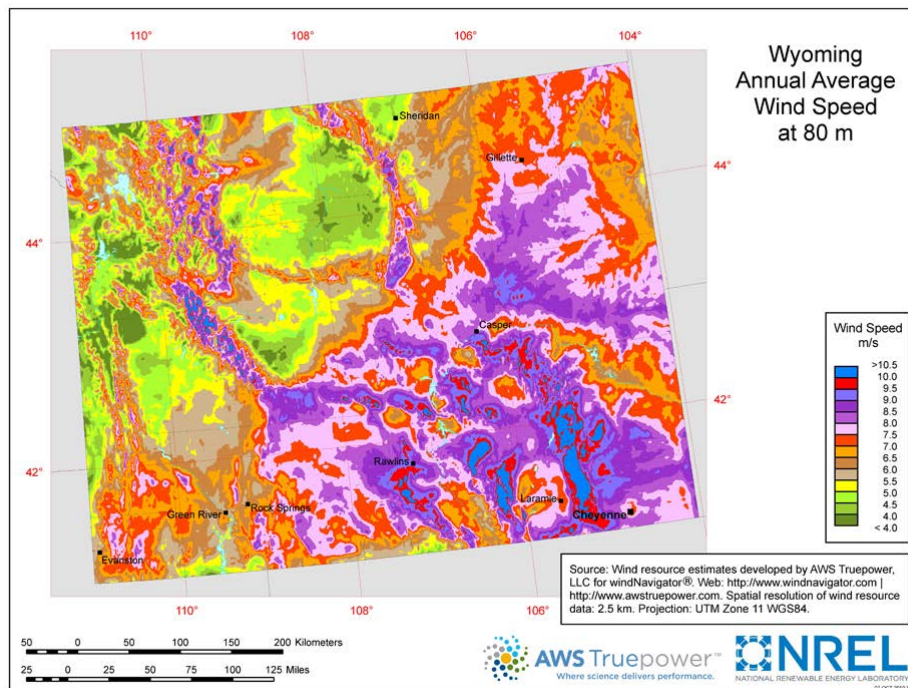 Wyoming
Annual Average
Wind Speed
at 80 m
110°
108°
106°
104°
Sheridan
Gillette
44°
44°
Casper
Wind Speed
m/s
>10.5
10.0
9.5
9.0
8.5
8.0
7.5
7.0
6.5
6.0
5.5
5.0
4.5
4.0
< 4.0
42°
42°
Rawlins
Laramie
Cheyenne
Green River
Rock Springs
Evanston
110°
108°
106°
Source: Wind resource estimates developed by AWS Truepower,
LLC for windNavigator®. Web: http://www.windnavigator.com |
http://www.awstruepower.com. Spatial resolution of wind resource
data: 2.5 km. Projection: UTM Zone 11 WGS84.
50 0 50 100 150 200 Kilometers
25 0 25 50 75 100 125 Miles
AWS Truepower™
Where science delivers performance.
NREL
NATIONAL RENEWABLE ENERGY LABORATORY